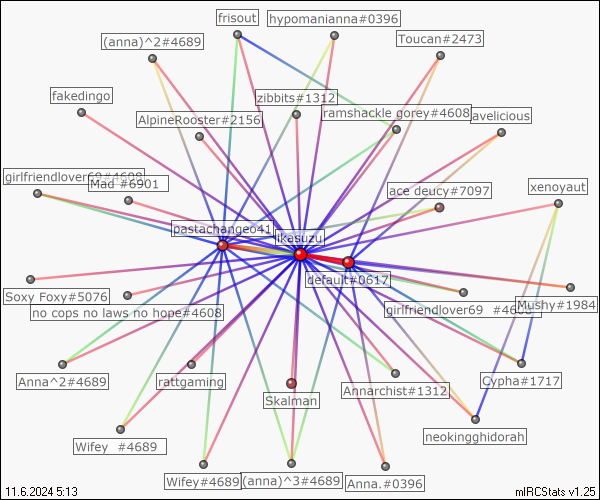 frisout
hypomanianna#0396
(anna)^2#4689
Toucan#2473
fakedingo
zibbits#1312
AlpineRooster#2156
ramshackle_gorey#4608
avelicious
girlfriendlover69#4608
Mad #6901
ace deucy#7097
xenoyaut
pastachangeo41
ikasuzu
default#0617
Soxy Foxy#5076
no cops no laws no hope#4608
girlfriendlover69 #4608
Mushy#1984
Anna^2#4689
rattgaming
Skalman
Annarchist#1312
Cypha#1717
Wifey #4689
neokingghidorah
Wifey#4689
(anna)^3#4689
Anna.#0396
11.6.2024 5:13
mIRCStats v1.25